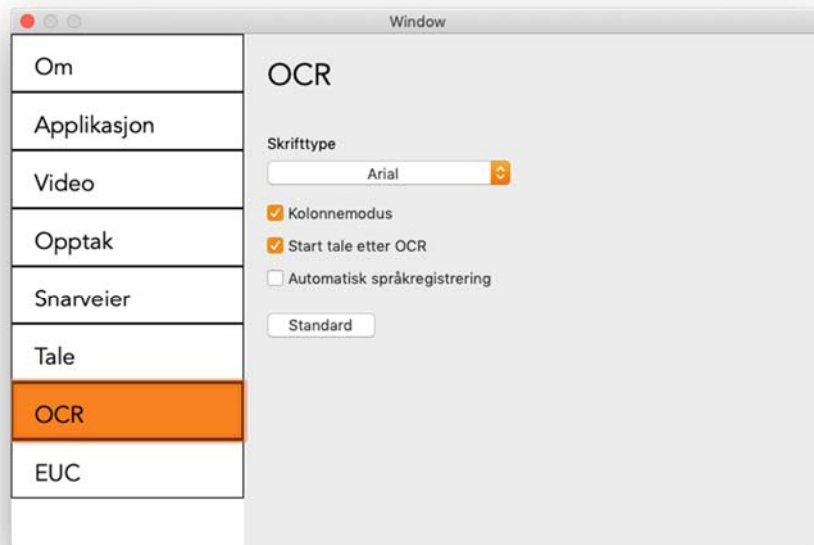 Window
Om
Applikasjon
Video
Opptak
Snarveier
Tale
OCR
EUC
OCR
Skrifttype
Arial
Kolonnemodus
Start tale etter OCR
Automatisk språkregistrering
Standard